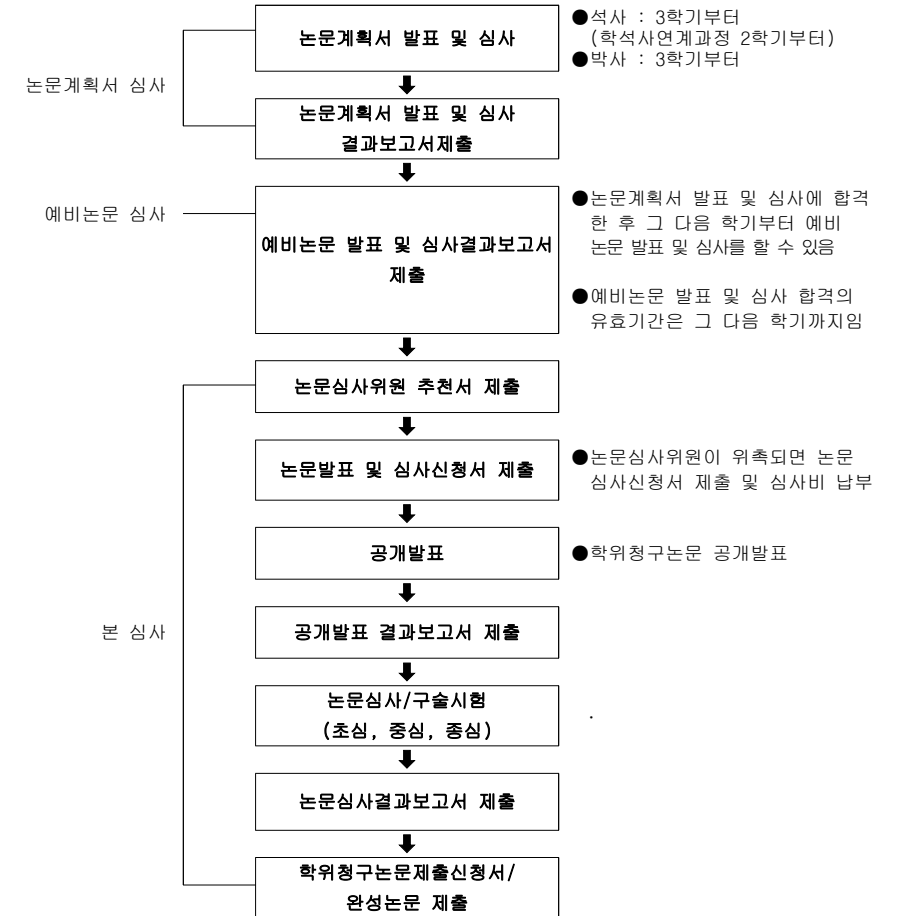 논문계획서 심사
논문계획서 발표 및 심사
●석사 : 3학기부터
(학석사연계과정 2학기부터)
●박사 : 3학기부터
논문계획서 발표 및 심사
결과보고서제출
예비논문 심사
예비논문 발표 및 심사결과보고서
제출
●논문계획서 발표 및 심사에 합격
한 후 그 다음 학기부터 예비
논문 발표 및 심사를 할 수 있음
●예비논문 발표 및 심사 합격의
유효기간은 그 다음 학기까지임
본 심사
논문심사위원 추천서 제출
논문발표 및 심사신청서 제출
●논문심사위원이 위촉되면 논문
심사신청서 제출 및 심사비 납부
공개발표
●학위청구논문 공개발표
공개발표 결과보고서 제출
논문심사/구술시험
(초심, 중심, 종심)
.
논문심사결과보고서 제출
학위청구논문제출신청서/
완성논문 제출